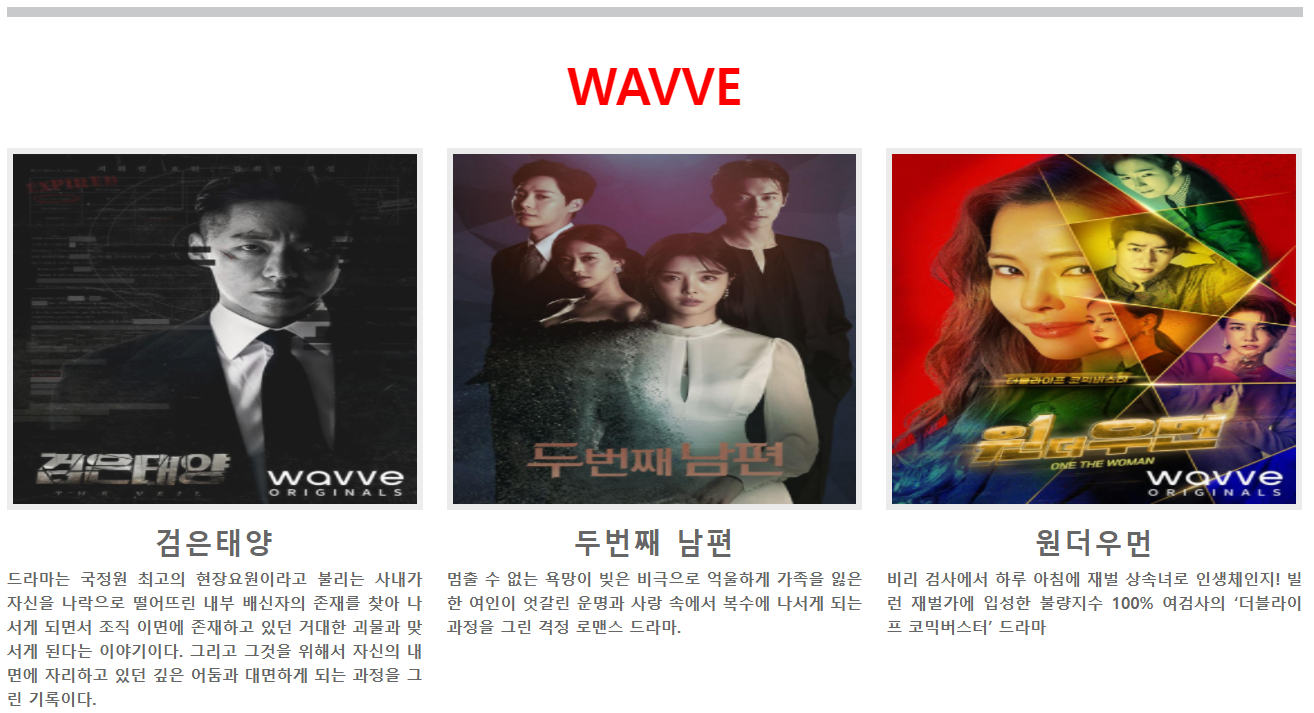 WAVVE
EXPIRED
검은태양
THE VEIL
wavve
ORIGINALS
두번째 남편
더블라이프 코믹버스터
원더우먼
ONE THE WOMAN
wavve
ORIGINALS
검은태양
드라마는 국정원 최고의 현장요원이라고 불리는 사내가
자신을 나락으로 떨어뜨린 내부 배신자의 존재를 찾아 나
서게 되면서 조직 이면에 존재하고 있던 거대한 괴물과 맞
서게 된다는 이야기이다. 그리고 그것을 위해서 자신의 내
면에 자리하고 있던 깊은 어둠과 대면하게 되는 과정을 그
린 기록이다.
두번째 남편
멈출 수 없는 욕망이 빚은 비극으로 억울하게 가족을 잃은
한 여인이 엇갈린 운명과 사랑 속에서 복수에 나서게 되는
과정을 그린 격정 로맨스 드라마.
원더우먼
비리 검사에서 하루 아침에 재벌 상속녀로 인생체인지! 빌
런 재벌가에 입성한 불량지수 100% 여검사의 ‘더블라이
프 코믹버스터’ 드라마